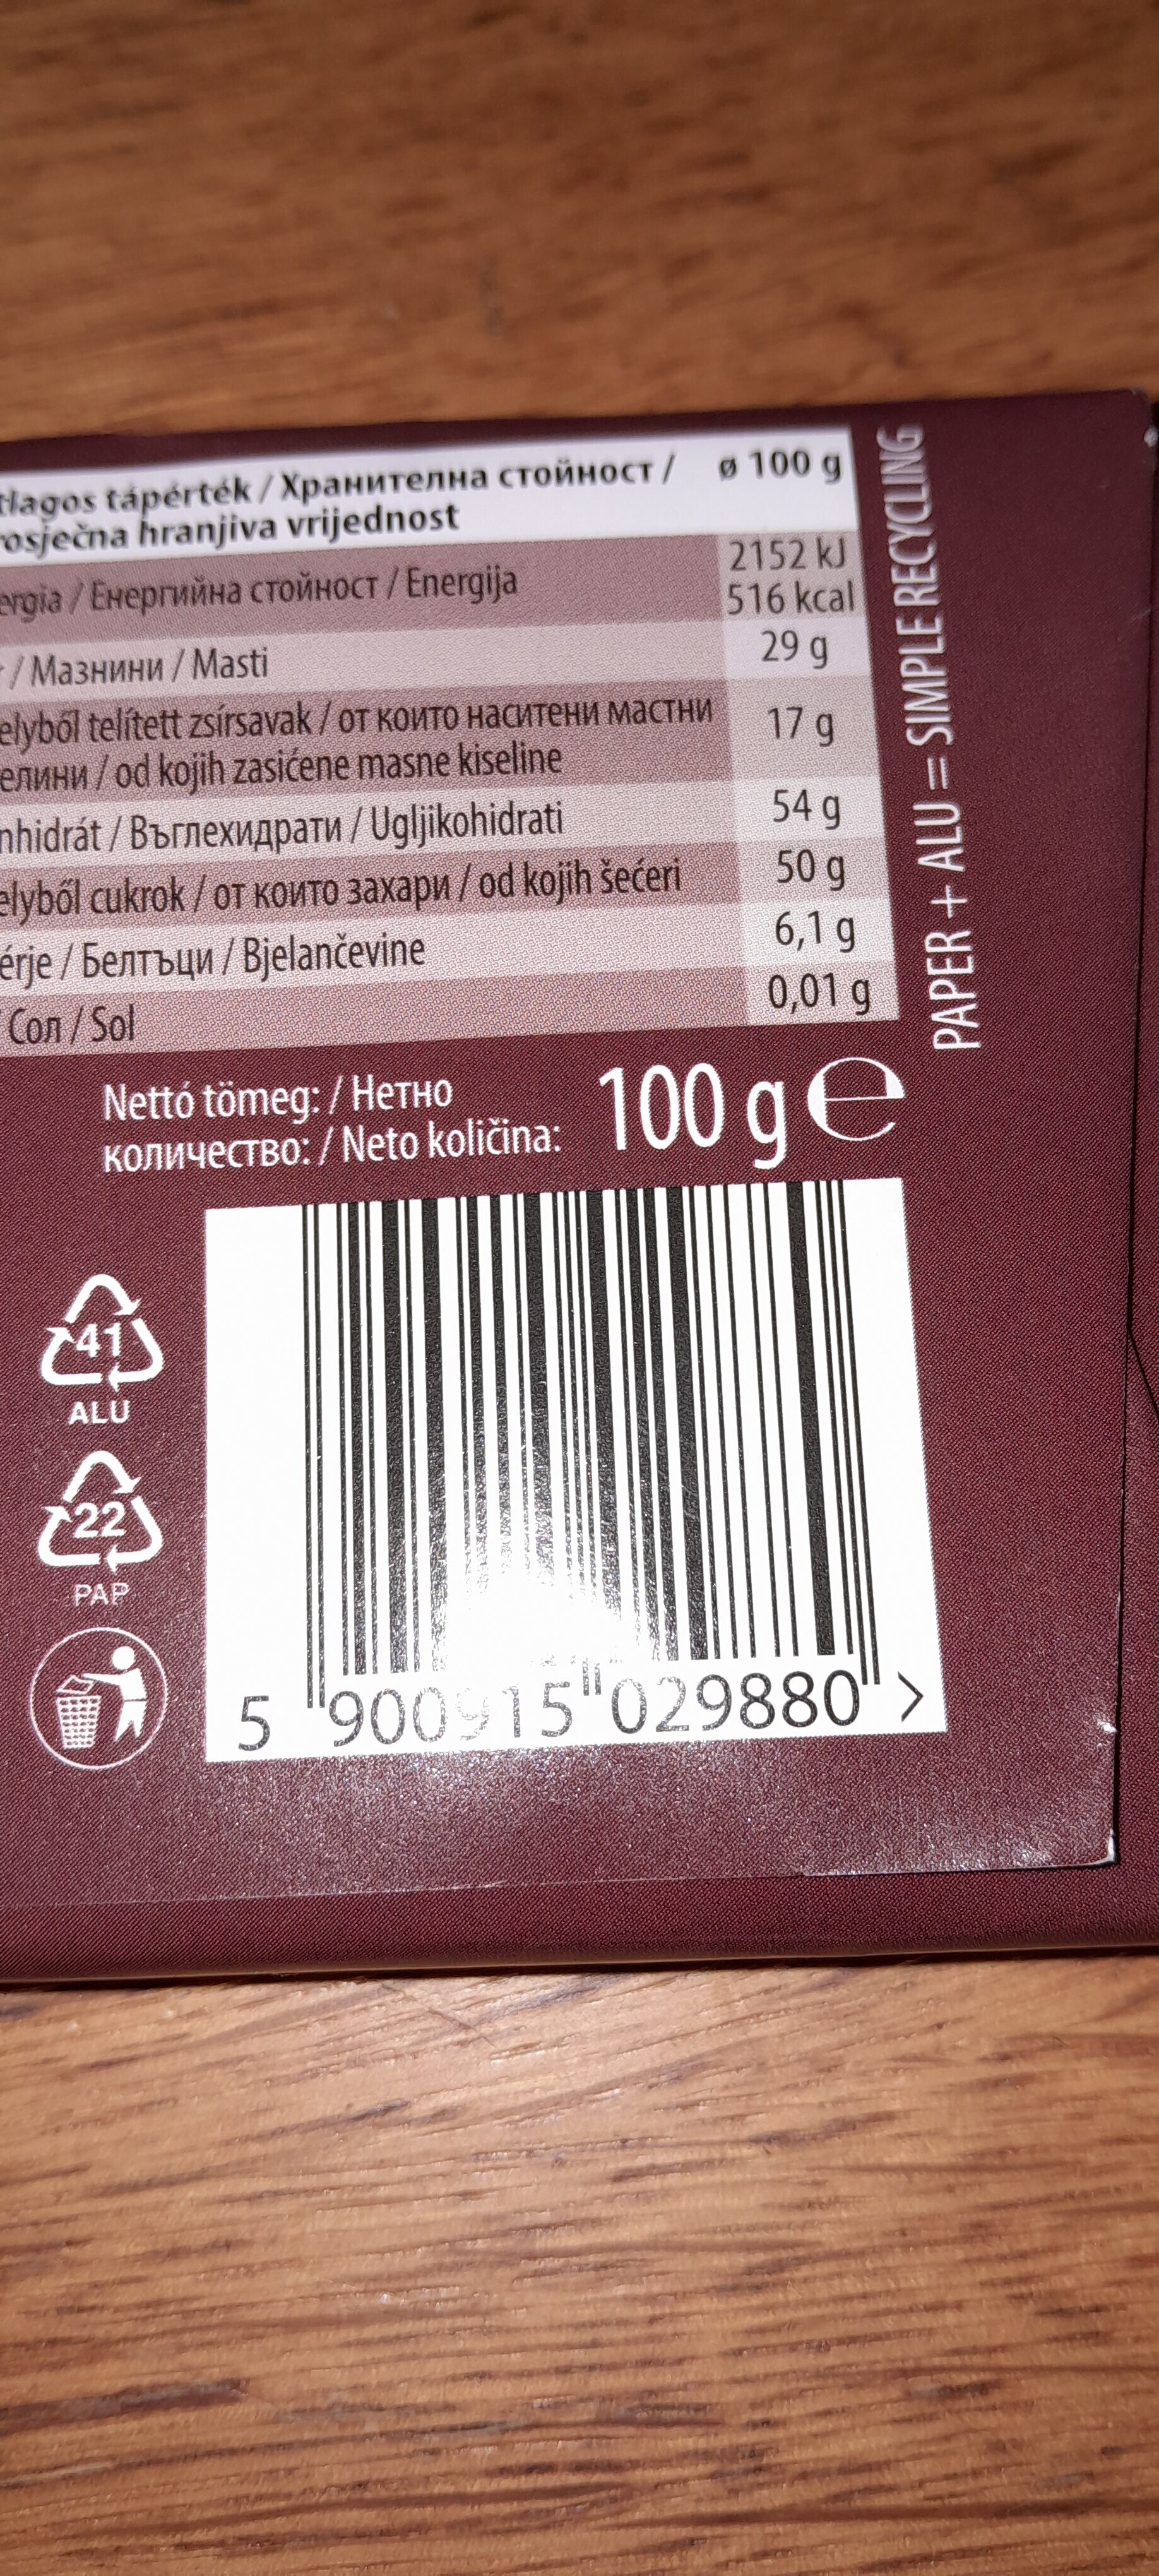 tlagos tápérték / Хранителна стойност / ø 100 g
rosječna hranjiva vrijednost
ergia / Енергийна стойност / Energija 2152 kJ
516 kcal
/ Мазнини / Masti 29 g
elyből telített zsírsavak / от които наситени мастни
елини / od kojih zasićene masne kiseline 17 g
nhidrát / Въглехидрати / Ugljikohidrati 54 g
elyből cukrok / от които захари / od kojih šećeri 50 g
érje / Белтъци / Bjelančevine 6,1 g
/ Сол / Sol 0,01 g
PAPER + ALU = SIMPLE RECYCLING
Nettó tömeg: / Нетно
количество: / Neto količina: 100 g ℮
41
ALU
22
PAP
5 900915 029880 >